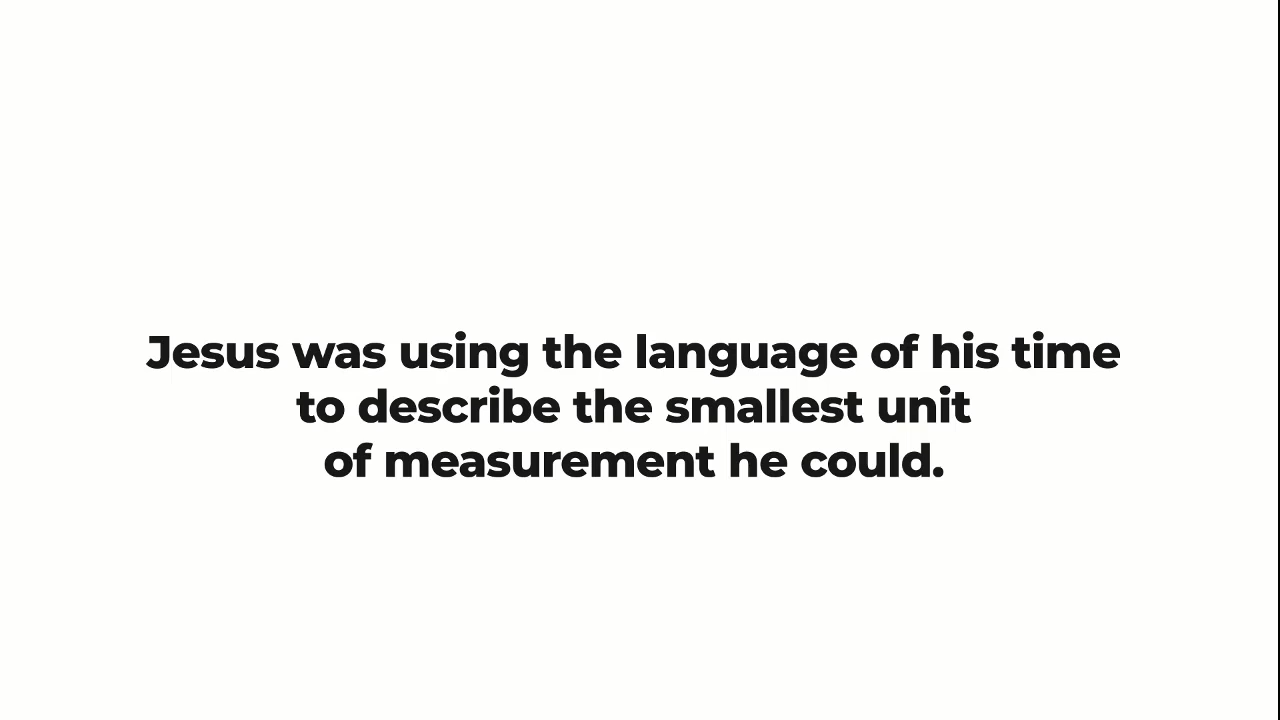 Jesus was using the language of his time
to describe the smallest unit
of measurement he could.